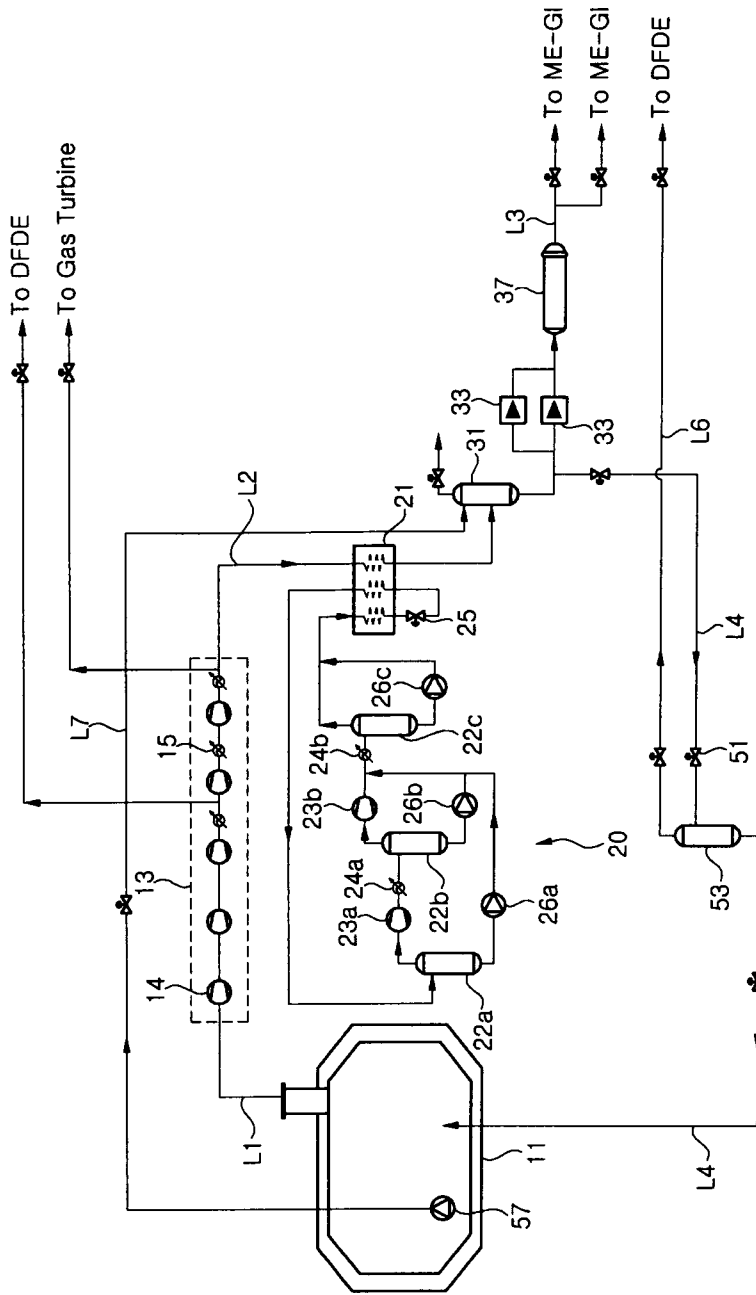 To DFDE
To Gas Turbine
To ME-GI
To ME-GI
To DFDE
L7
13
15
14
L1
L2
21
31
33
33
37
L3
25
26c
22c
24b
23b
26b
22b
24a
23a
26a
22a
20
L6
L4
51
53
11
57
L4